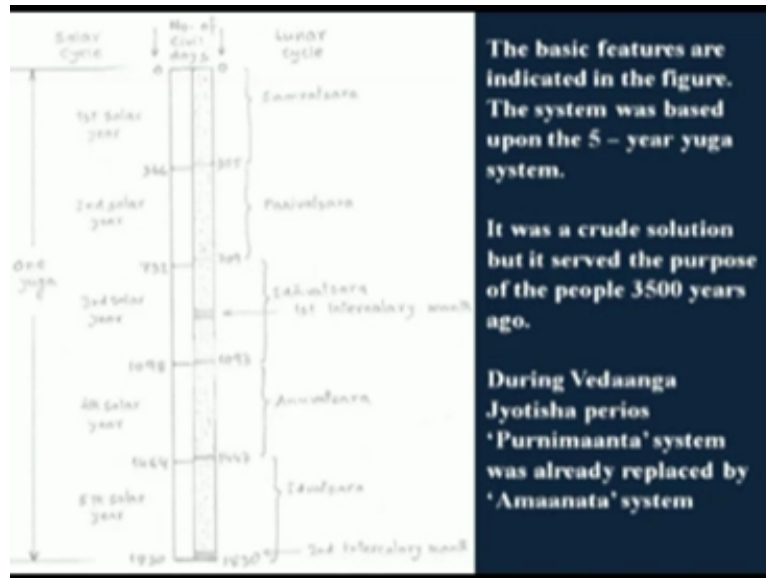 Solar
cycle
No. of
Civil
days
Lunar
cycle
0
0
Samvatsara
1st Solar
year
366
355
2nd solar
year
Parivatsara
One
yuga
732
709
Idavatsara
3rd solar
year
1st Intercalary month
1098
1093
4th Solar
year
Anuvatsara
1464
1447
5th Solar
year
Idvatsara
2nd Intercalary month
1830
1830
The basic features are
indicated in the figure.
The system was based
upon the 5 – year yuga
system.
It was a crude solution
but it served the purpose
of the people 3500 years
ago.
During Vedaanga
Jyotisha perios
‘Purnimaanta’ system
was already replaced by
‘Amaanata’ system